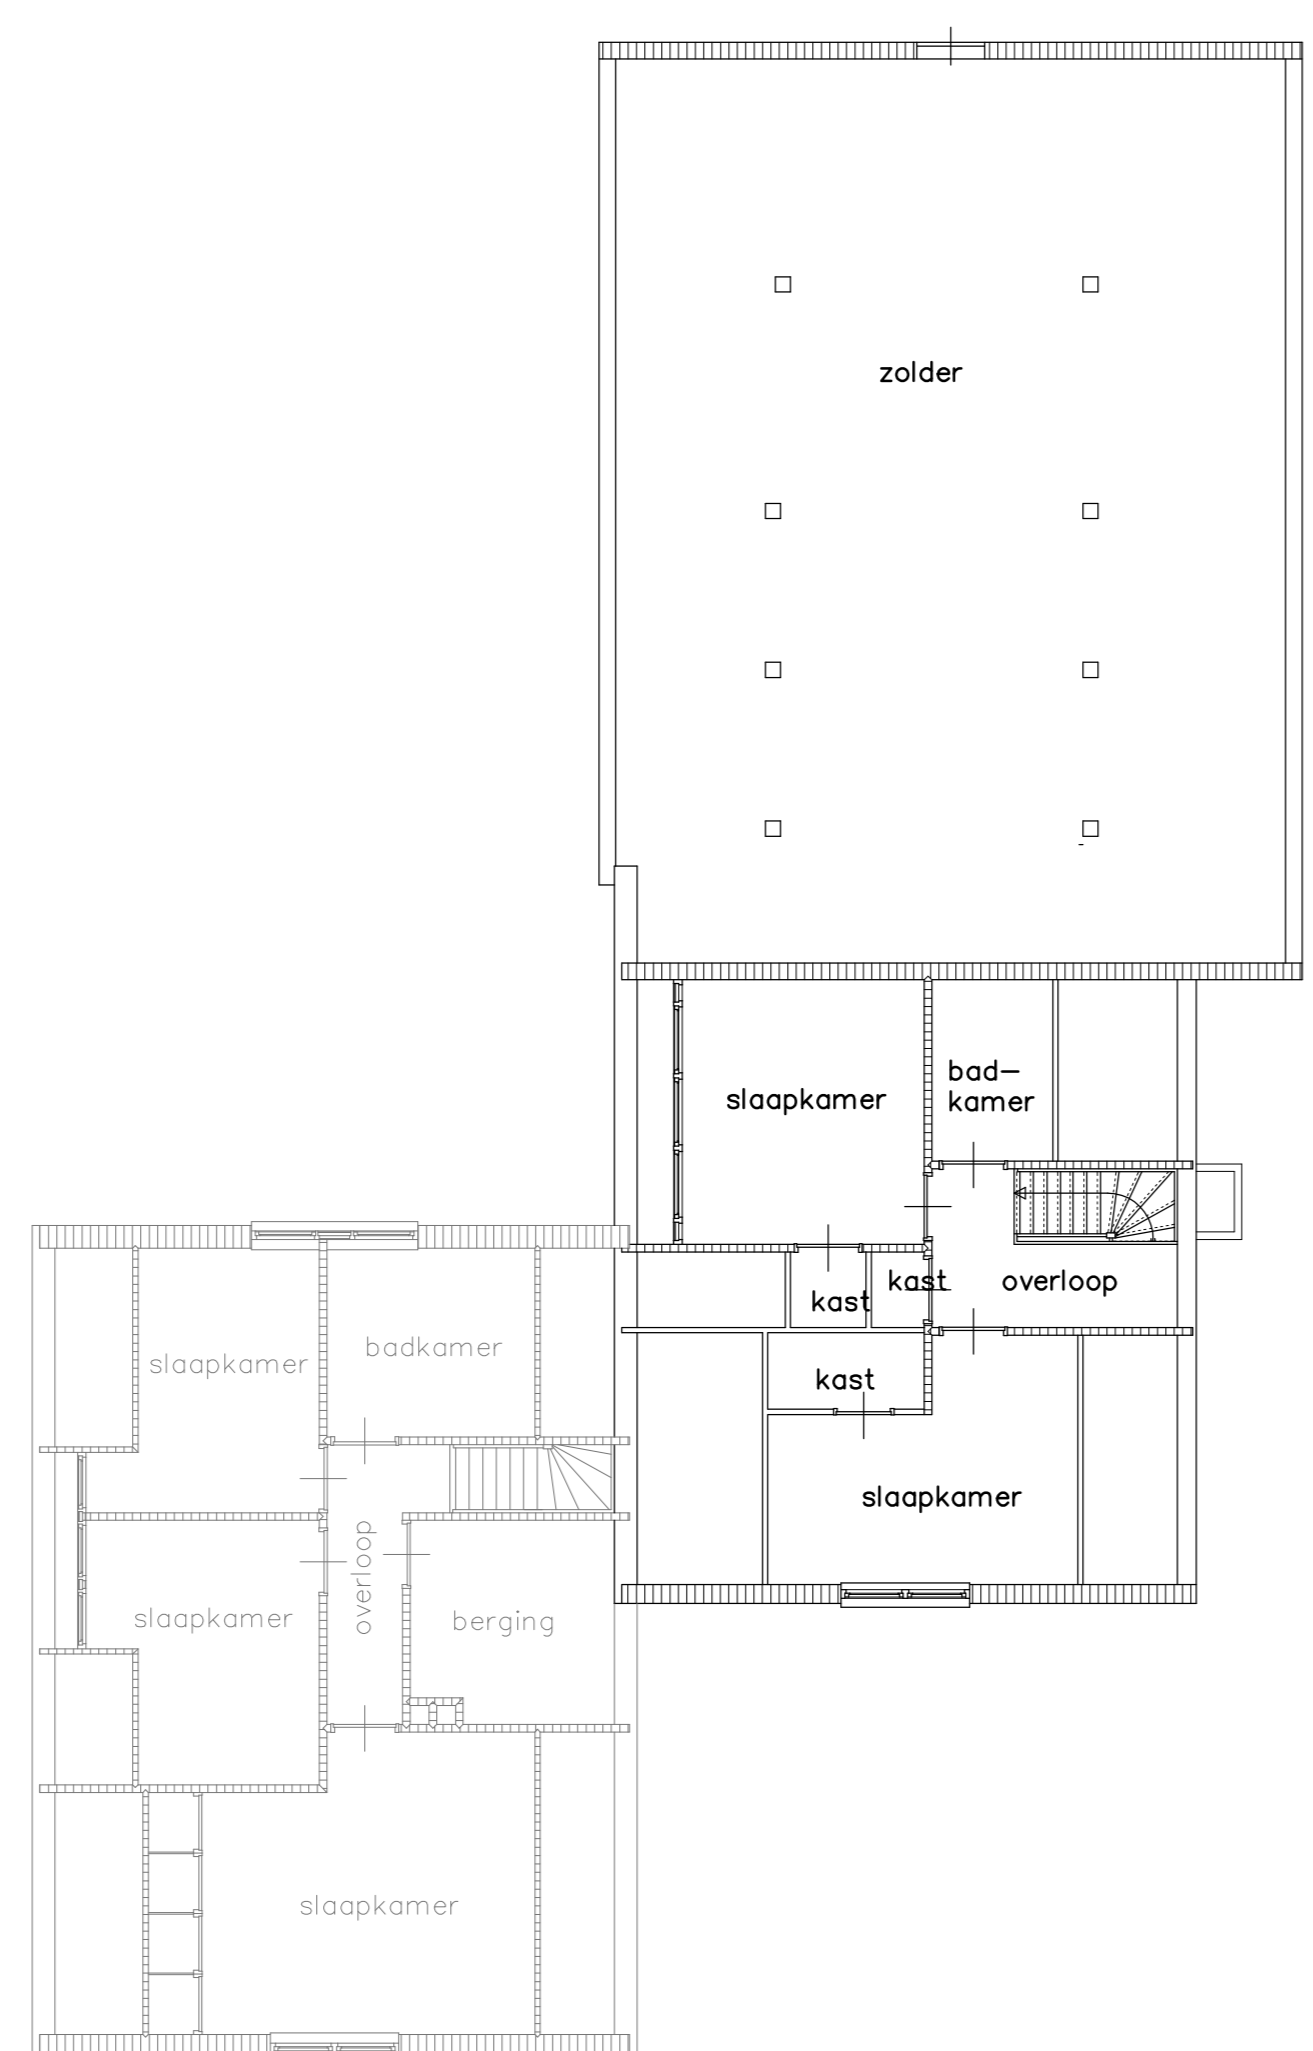 zolder
bad-
kamer
slaapkamer
kast
overloop
kast
badkamer
slaapkamer
kast
slaapkamer
overloop
slaapkamer
berging
slaapkamer